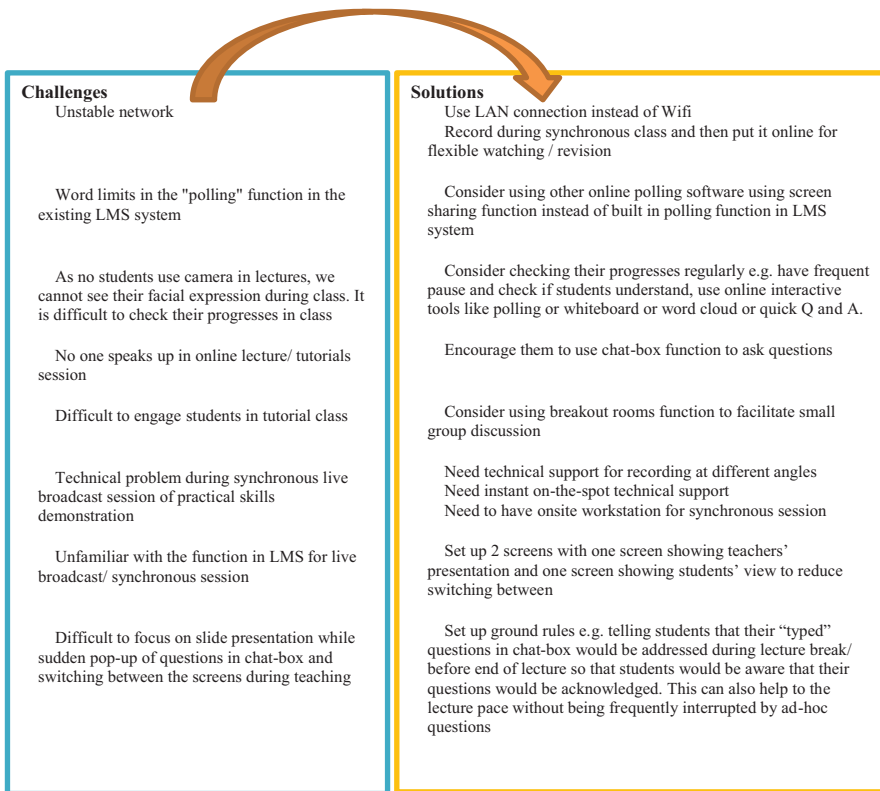 Challenges
Unstable network
Word limits in the "polling" function in the
existing LMS system
As no students use camera in lectures, we
cannot see their facial expression during class. It
is difficult to check their progresses in class
No one speaks up in online lecture/ tutorials
session
Difficult to engage students in tutorial class
Technical problem during synchronous live
broadcast session of practical skills
demonstration
Unfamiliar with the function in LMS for live
broadcast/ synchronous session
Difficult to focus on slide presentation while
sudden pop-up of questions in chat-box and
switching between the screens during teaching
Solutions
Use LAN connection instead of Wifi
Record during synchronous class and then put it online for
flexible watching / revision
Consider using other online polling software using screen
sharing function instead of built in polling function in LMS
system
Consider checking their progresses regularly e.g. have frequent
pause and check if students understand, use online interactive
tools like polling or whiteboard or word cloud or quick Q and A.
Encourage them to use chat-box function to ask questions
Consider using breakout rooms function to facilitate small
group discussion
Need technical support for recording at different angles
Need instant on-the-spot technical support
Need to have onsite workstation for synchronous session
Set up 2 screens with one screen showing teachers’
presentation and one screen showing students’ view to reduce
switching between
Set up ground rules e.g. telling students that their “typed”
questions in chat-box would be addressed during lecture break/
before end of lecture so that students would be aware that their
questions would be acknowledged. This can also help to the
lecture pace without being frequently interrupted by ad-hoc
questions